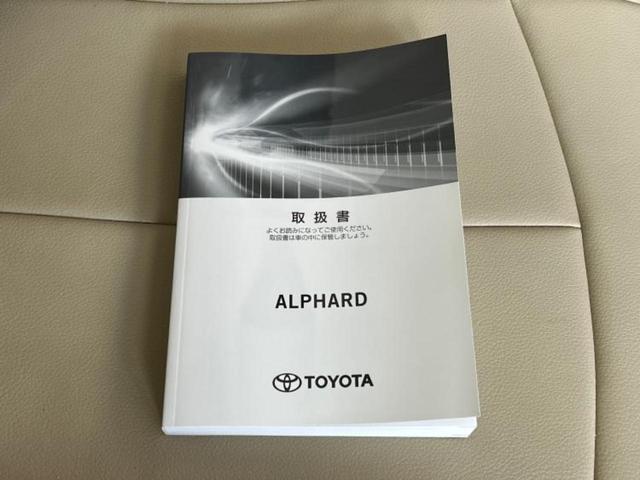 取扱書
よくお読みになってご使用ください。
取扱書は車の中に保管しましょう。
ALPHARD
TOYOTA